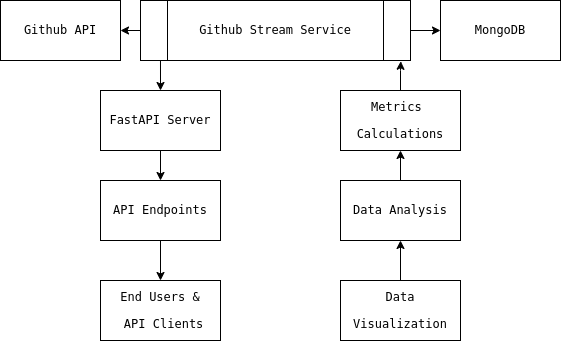 Github API
Github Stream Service
MongoDB
FastAPI Server
Metrics
Calculations
API Endpoints
Data Analysis
End Users &
API Clients
Data
Visualization